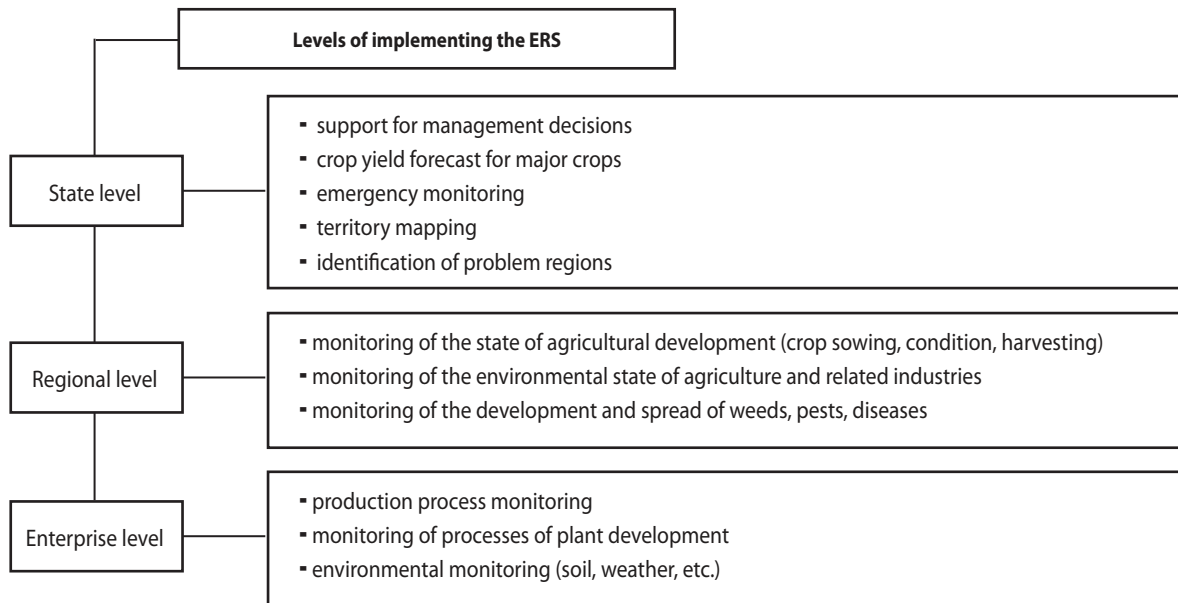 Levels of implementing the ERS
State level
- support for management decisions
- crop yield forecast for major crops
- emergency monitoring
- territory mapping
- identification of problem regions
Regional level
- monitoring of the state of agricultural development (crop sowing, condition, harvesting)
- monitoring of the environmental state of agriculture and related industries
- monitoring of the development and spread of weeds, pests, diseases
Enterprise level
- production process monitoring
- monitoring of processes of plant development
- environmental monitoring (soil, weather, etc.)